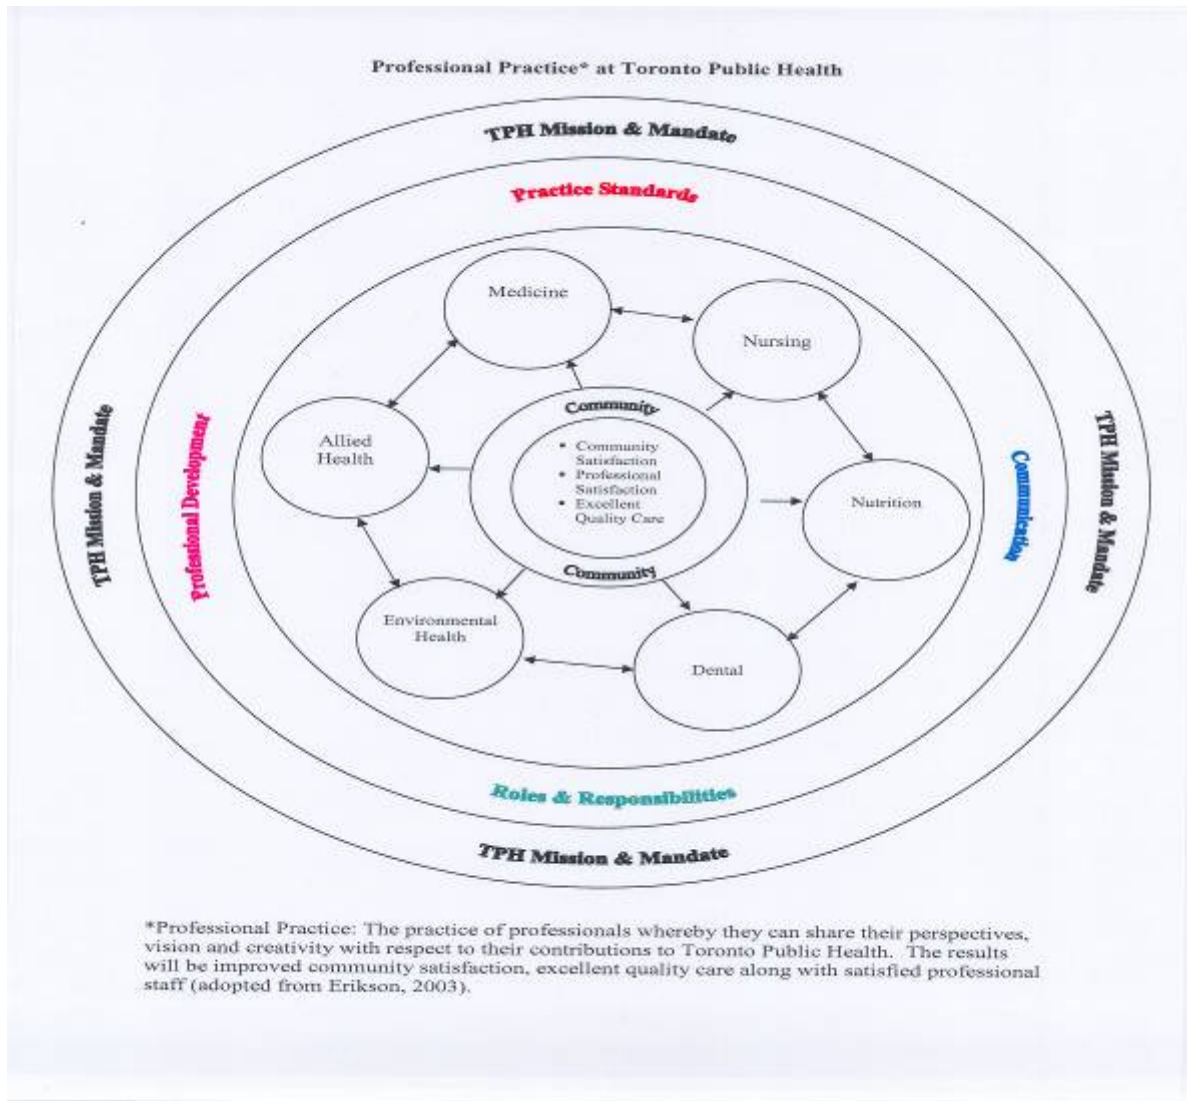 Professional Practice* at Toronto Public Health
TPH Mission & Mandate
Practice Standards
Medicine
Nursing
Community
Allied
Health
• Community
Satisfaction
• Professional
Satisfaction
• Excellent
Quality Care
Nutrition
TPH Mission & Mandate
Professional Development
Communication
TPH Mission & Mandate
Community
Environmental
Health
Dental
Roles & Responsibilities
TPH Mission & Mandate
*Professional Practice: The practice of professionals whereby they can share their perspectives,
vision and creativity with respect to their contributions to Toronto Public Health. The results
will be improved community satisfaction, excellent quality care along with satisfied professional
staff (adopted from Erikson, 2003).